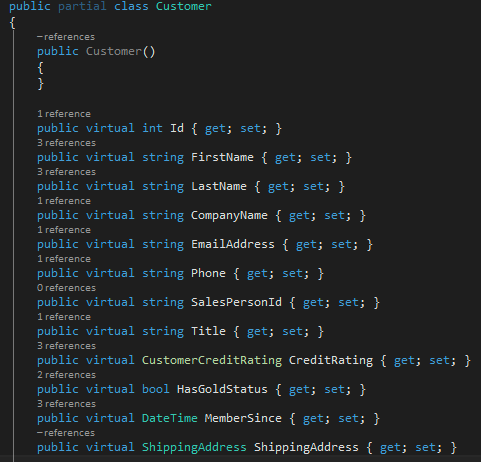 public partial class Customer
{
– references
public Customer()
{
}
1 reference
public virtual int Id { get; set; }
3 references
public virtual string FirstName { get; set; }
3 references
public virtual string LastName { get; set; }
1 reference
public virtual string CompanyName { get; set; }
1 reference
public virtual string EmailAddress { get; set; }
1 reference
public virtual string Phone { get; set; }
0 references
public virtual string SalesPersonId { get; set; }
1 reference
public virtual string Title { get; set; }
3 references
public virtual CustomerCreditRating CreditRating { get; set; }
2 references
public virtual bool HasGoldStatus { get; set; }
3 references
public virtual DateTime MemberSince { get; set; }
– references
public virtual ShippingAddress ShippingAddress { get; set; }